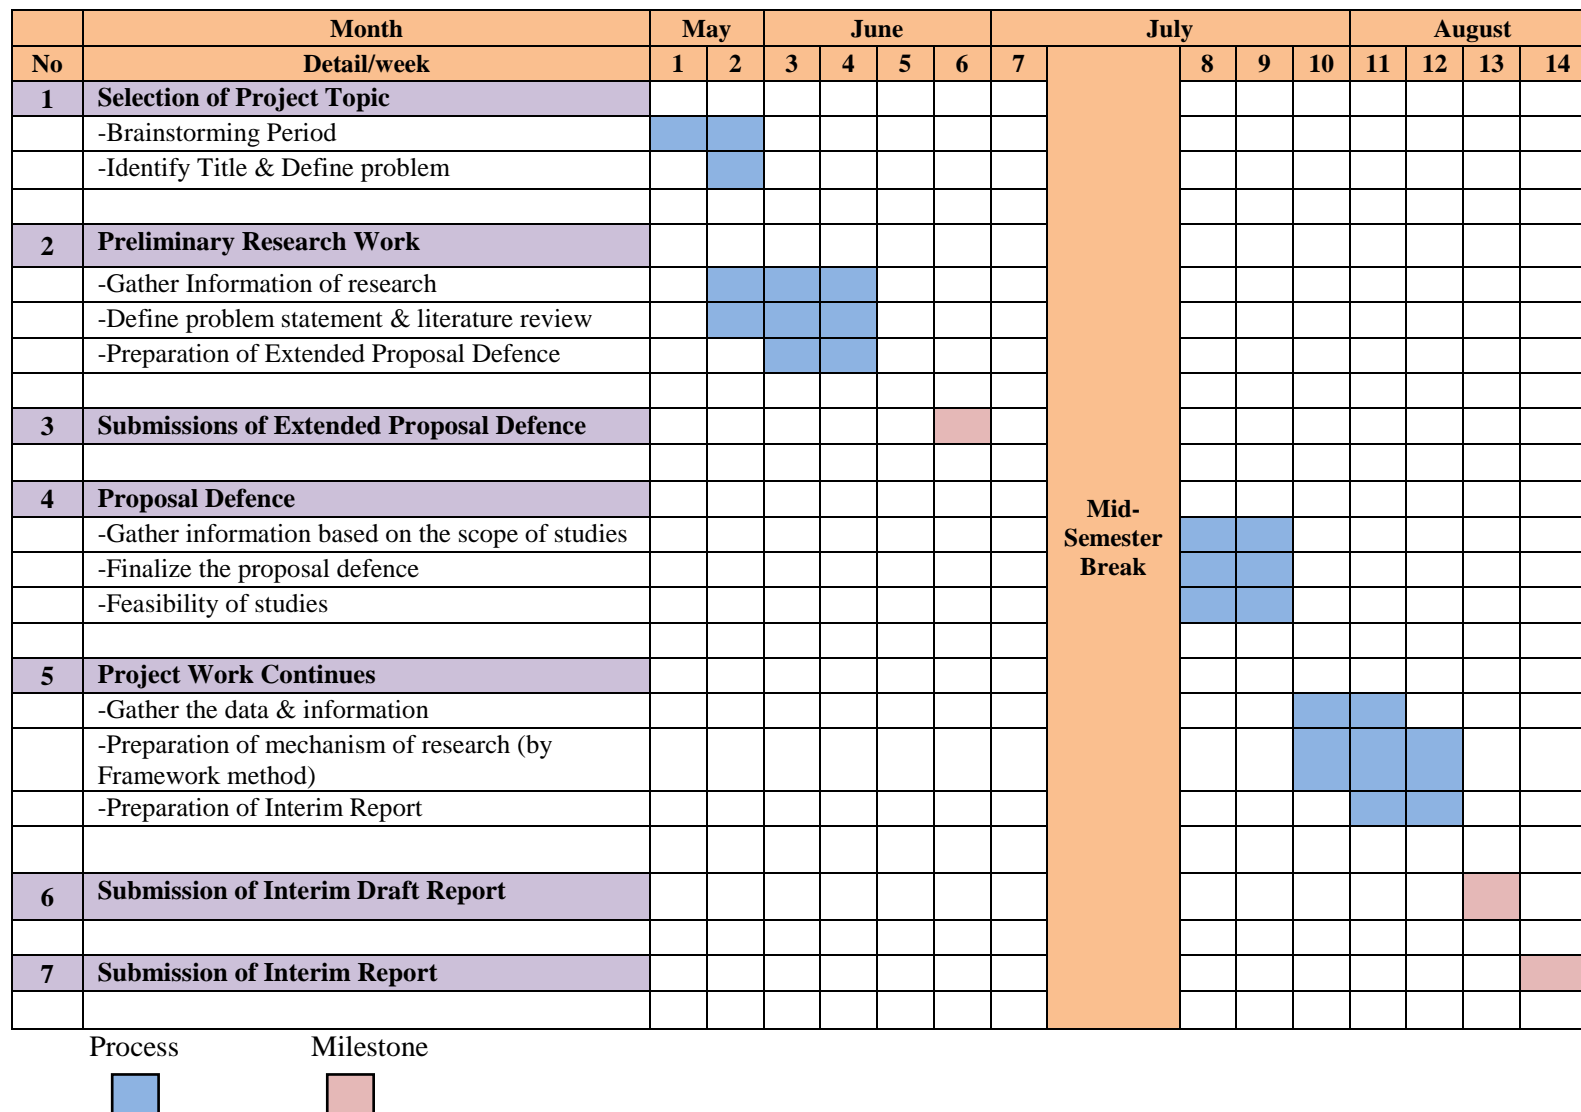 Month May June July August
No Detail/week 1 2 3 4 5 6 7 8 9 10 11 12 13 14
1 Selection of Project Topic
-Brainstorming Period
-Identify Title & Define problem
2 Preliminary Research Work
-Gather Information of research
-Define problem statement & literature review
-Preparation of Extended Proposal Defence
3 Submissions of Extended Proposal Defence
4 Proposal Defence
Mid-
Semester
Break
-Gather information based on the scope of studies
-Finalize the proposal defence
-Feasibility of studies
5 Project Work Continues
-Gather the data & information
-Preparation of mechanism of research (by
Framework method)
-Preparation of Interim Report
6 Submission of Interim Draft Report
7 Submission of Interim Report
Process Milestone